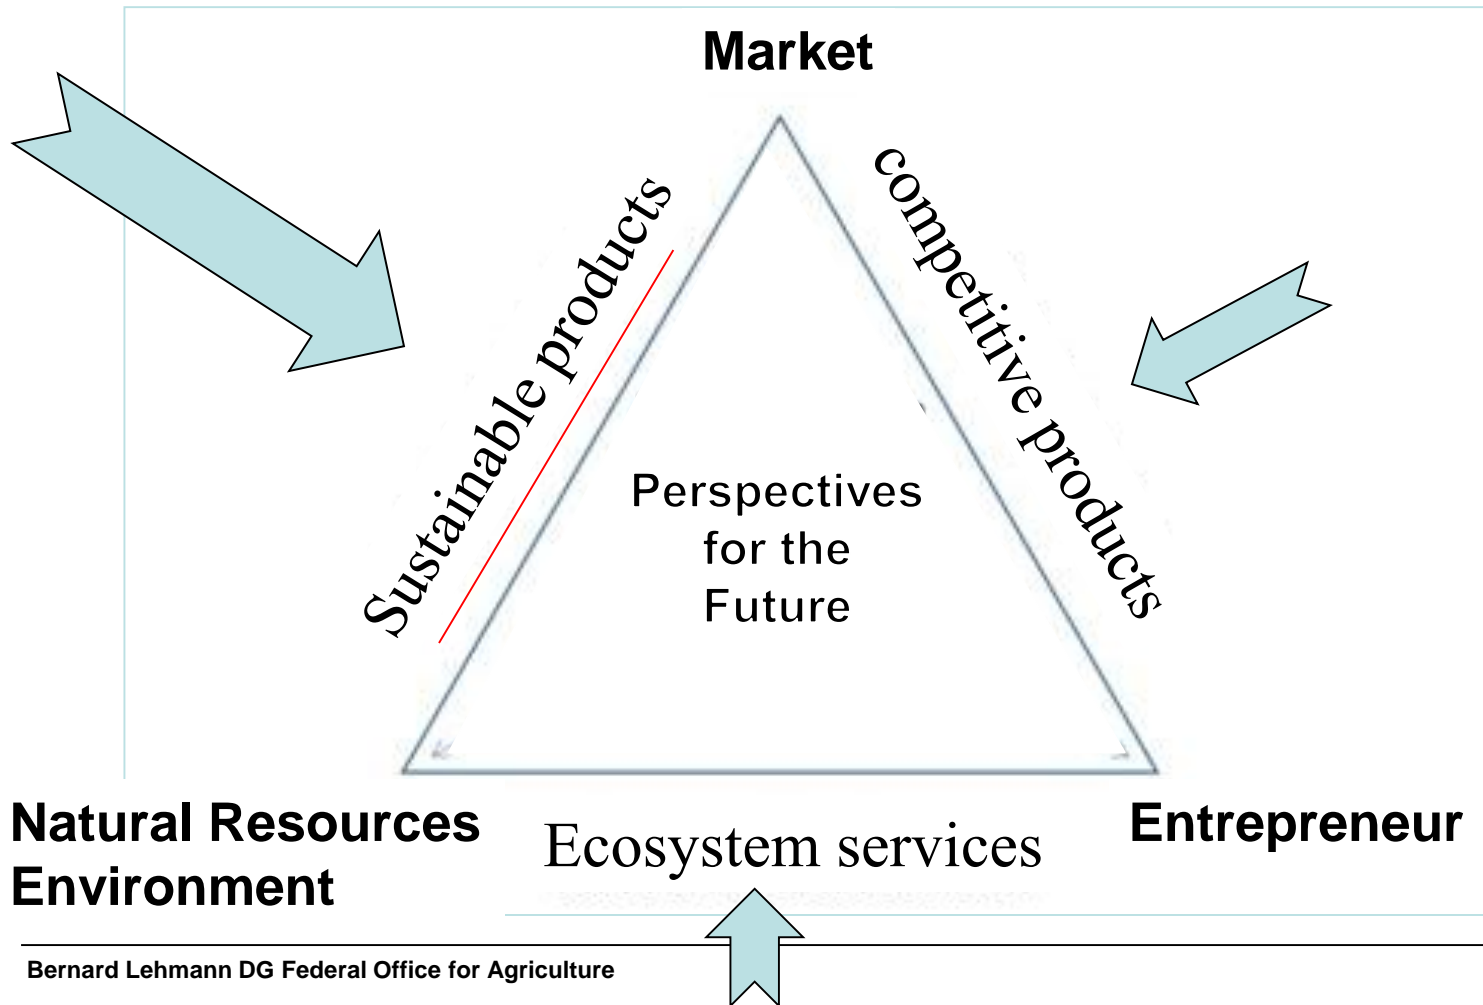 Market
Sustainable products
competitive products
Perspectives
for the
Future
Natural Resources
Environment
Ecosystem services
Entrepreneur
Bernard Lehmann DG Federal Office for Agriculture